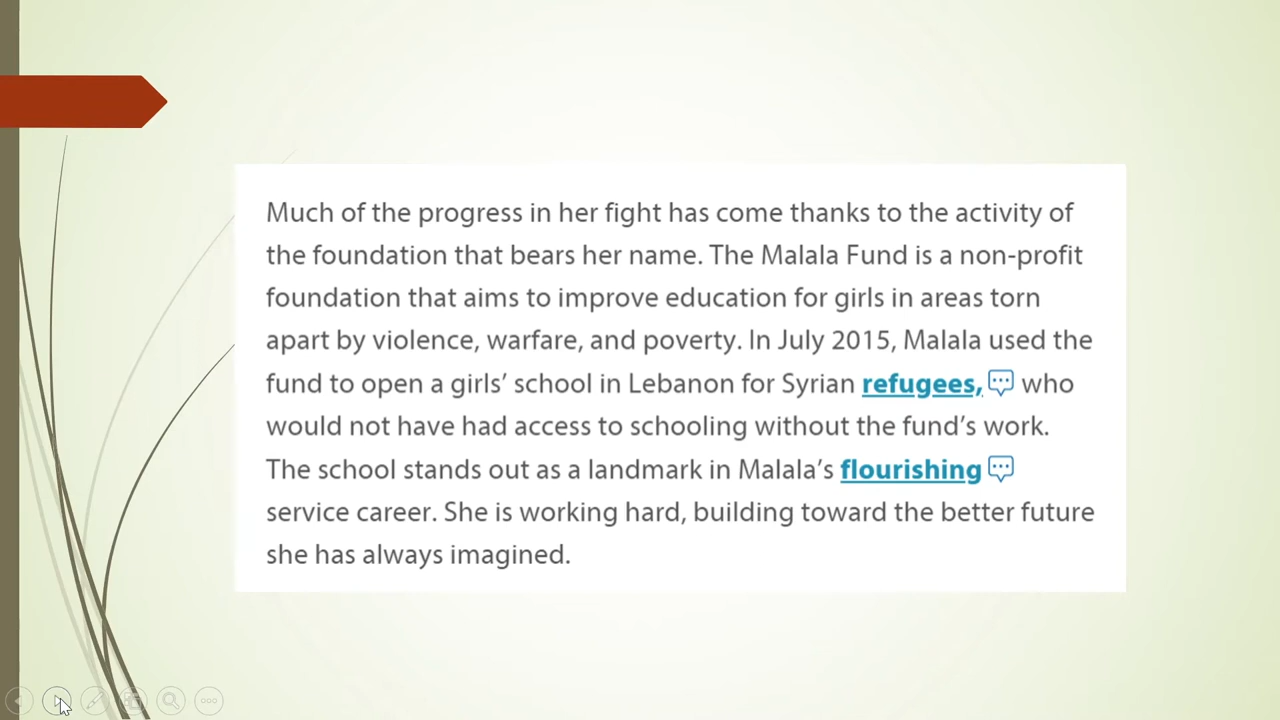 Much of the progress in her fight has come thanks to the activity of
the foundation that bears her name. The Malala Fund is a non-profit
foundation that aims to improve education for girls in areas torn
apart by violence, warfare, and poverty. In July 2015, Malala used the
fund to open a girls’ school in Lebanon for Syrian refugees, who
would not have had access to schooling without the fund’s work.
The school stands out as a landmark in Malala’s flourishing
service career. She is working hard, building toward the better future
she has always imagined.